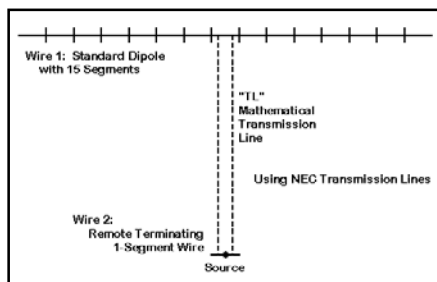 Wire 1: Standard Dipole
with 15 Segments
"TL"
Mathematical
Transmission
Line
Using NEC Transmission Lines
Wire 2:
Remote Terminating
1-Segment Wire
Source